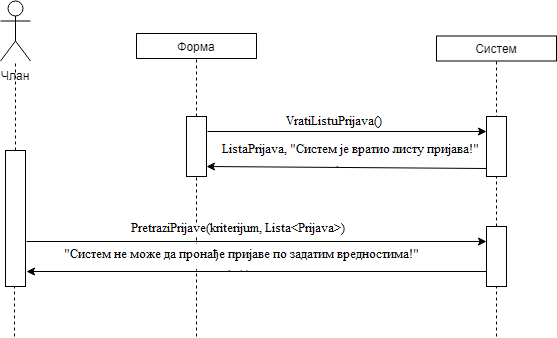 Форма
Систем
Члан
VratiListuPrijava()
ListaPrijava, "Систем је вратио листу пријава!"
PretraziPrijave(kriterijum, Lista<Prijava>)
"Систем не може да пронађе пријаве по задатим вредностима!"